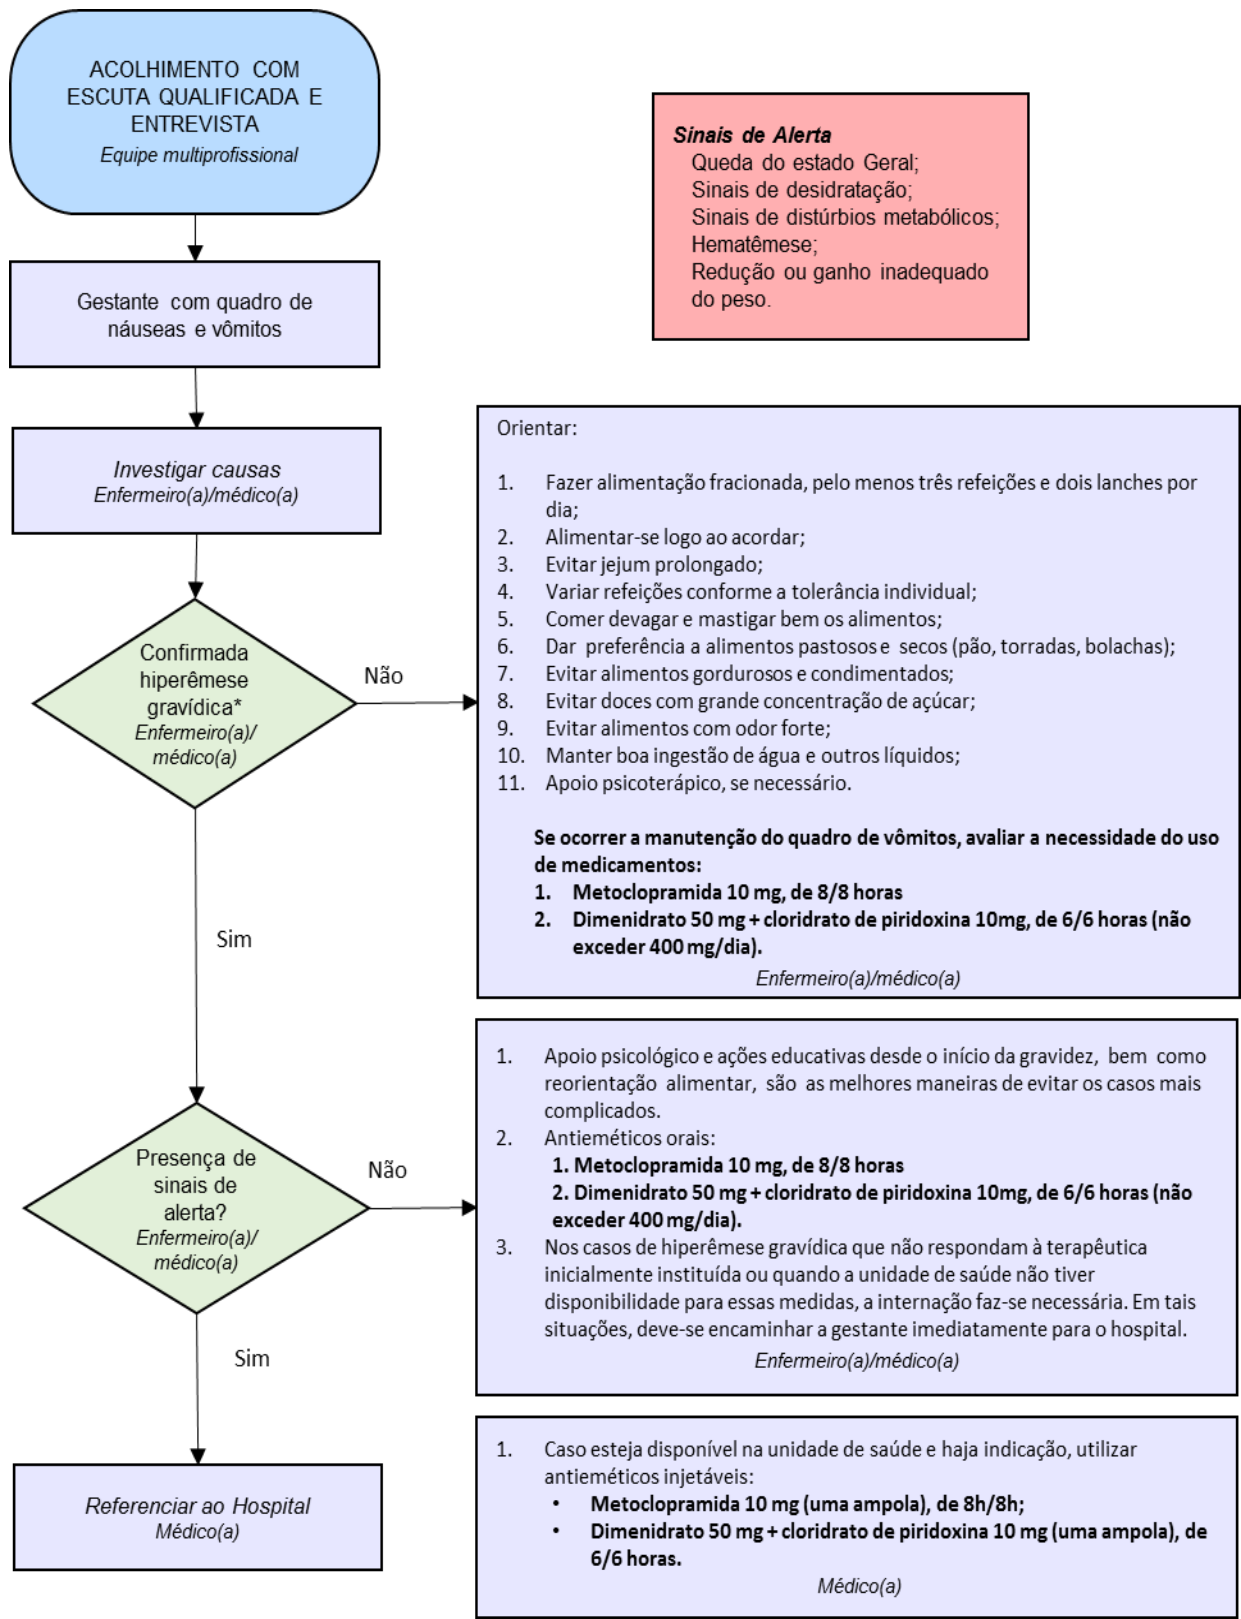 ACOLHIMENTO COM
ESCUTA QUALIFICADA E
ENTREVISTA
Equipe multiprofissional
Sinais de Alerta
Queda do estado Geral;
Sinais de desidratação;
Sinais de distúrbios metabólicos;
Hematêmese;
Redução ou ganho inadequado
do peso.
Gestante com quadro de
náuseas e vômitos
Investigar causas
Enfermeiro(a)/médico(a)
Confirmada
hiperêmese
gravídica*
Enfermeiro(a)/
médico(a)
Não
Orientar:
1. Fazer alimentação fracionada, pelo menos três refeições e dois lanches por
dia;
2. Alimentar-se logo ao acordar;
3. Evitar jejum prolongado;
4. Variar refeições conforme a tolerância individual;
5. Comer devagar e mastigar bem os alimentos;
6. Dar preferência a alimentos pastosos e secos (pão, torradas, bolachas);
7. Evitar alimentos gordurosos e condimentados;
8. Evitar doces com grande concentração de açúcar;
9. Evitar alimentos com odor forte;
10. Manter boa ingestão de água e outros líquidos;
11. Apoio psicoterápico, se necessário.
Se ocorrer a manutenção do quadro de vômitos, avaliar a necessidade do uso
de medicamentos:
1. Metoclopramida 10 mg, de 8/8 horas
2. Dimenidrato 50 mg + cloridrato de piridoxina 10mg, de 6/6 horas (não
exceder 400 mg/dia).
Enfermeiro(a)/médico(a)
Sim
Presença de
sinais de
alerta?
Enfermeiro(a)/
médico(a)
Não
1. Apoio psicológico e ações educativas desde o início da gravidez, bem como
reorientação alimentar, são as melhores maneiras de evitar os casos mais
complicados.
2. Antieméticos orais:
1. Metoclopramida 10 mg, de 8/8 horas
2. Dimenidrato 50 mg + cloridrato de piridoxina 10mg, de 6/6 horas (não
exceder 400 mg/dia).
3. Nos casos de hiperêmese gravídica que não respondam à terapêutica
inicialmente instituída ou quando a unidade de saúde não tiver
disponibilidade para essas medidas, a internação faz-se necessária. Em tais
situações, deve-se encaminhar a gestante imediatamente para o hospital.
Enfermeiro(a)/médico(a)
Sim
Referenciar ao Hospital
Médico(a)
1. Caso esteja disponível na unidade de saúde e haja indicação, utilizar
antieméticos injetáveis:
• Metoclopramida 10 mg (uma ampola), de 8h/8h;
• Dimenidrato 50 mg + cloridrato de piridoxina 10 mg (uma ampola), de
6/6 horas.
Médico(a)